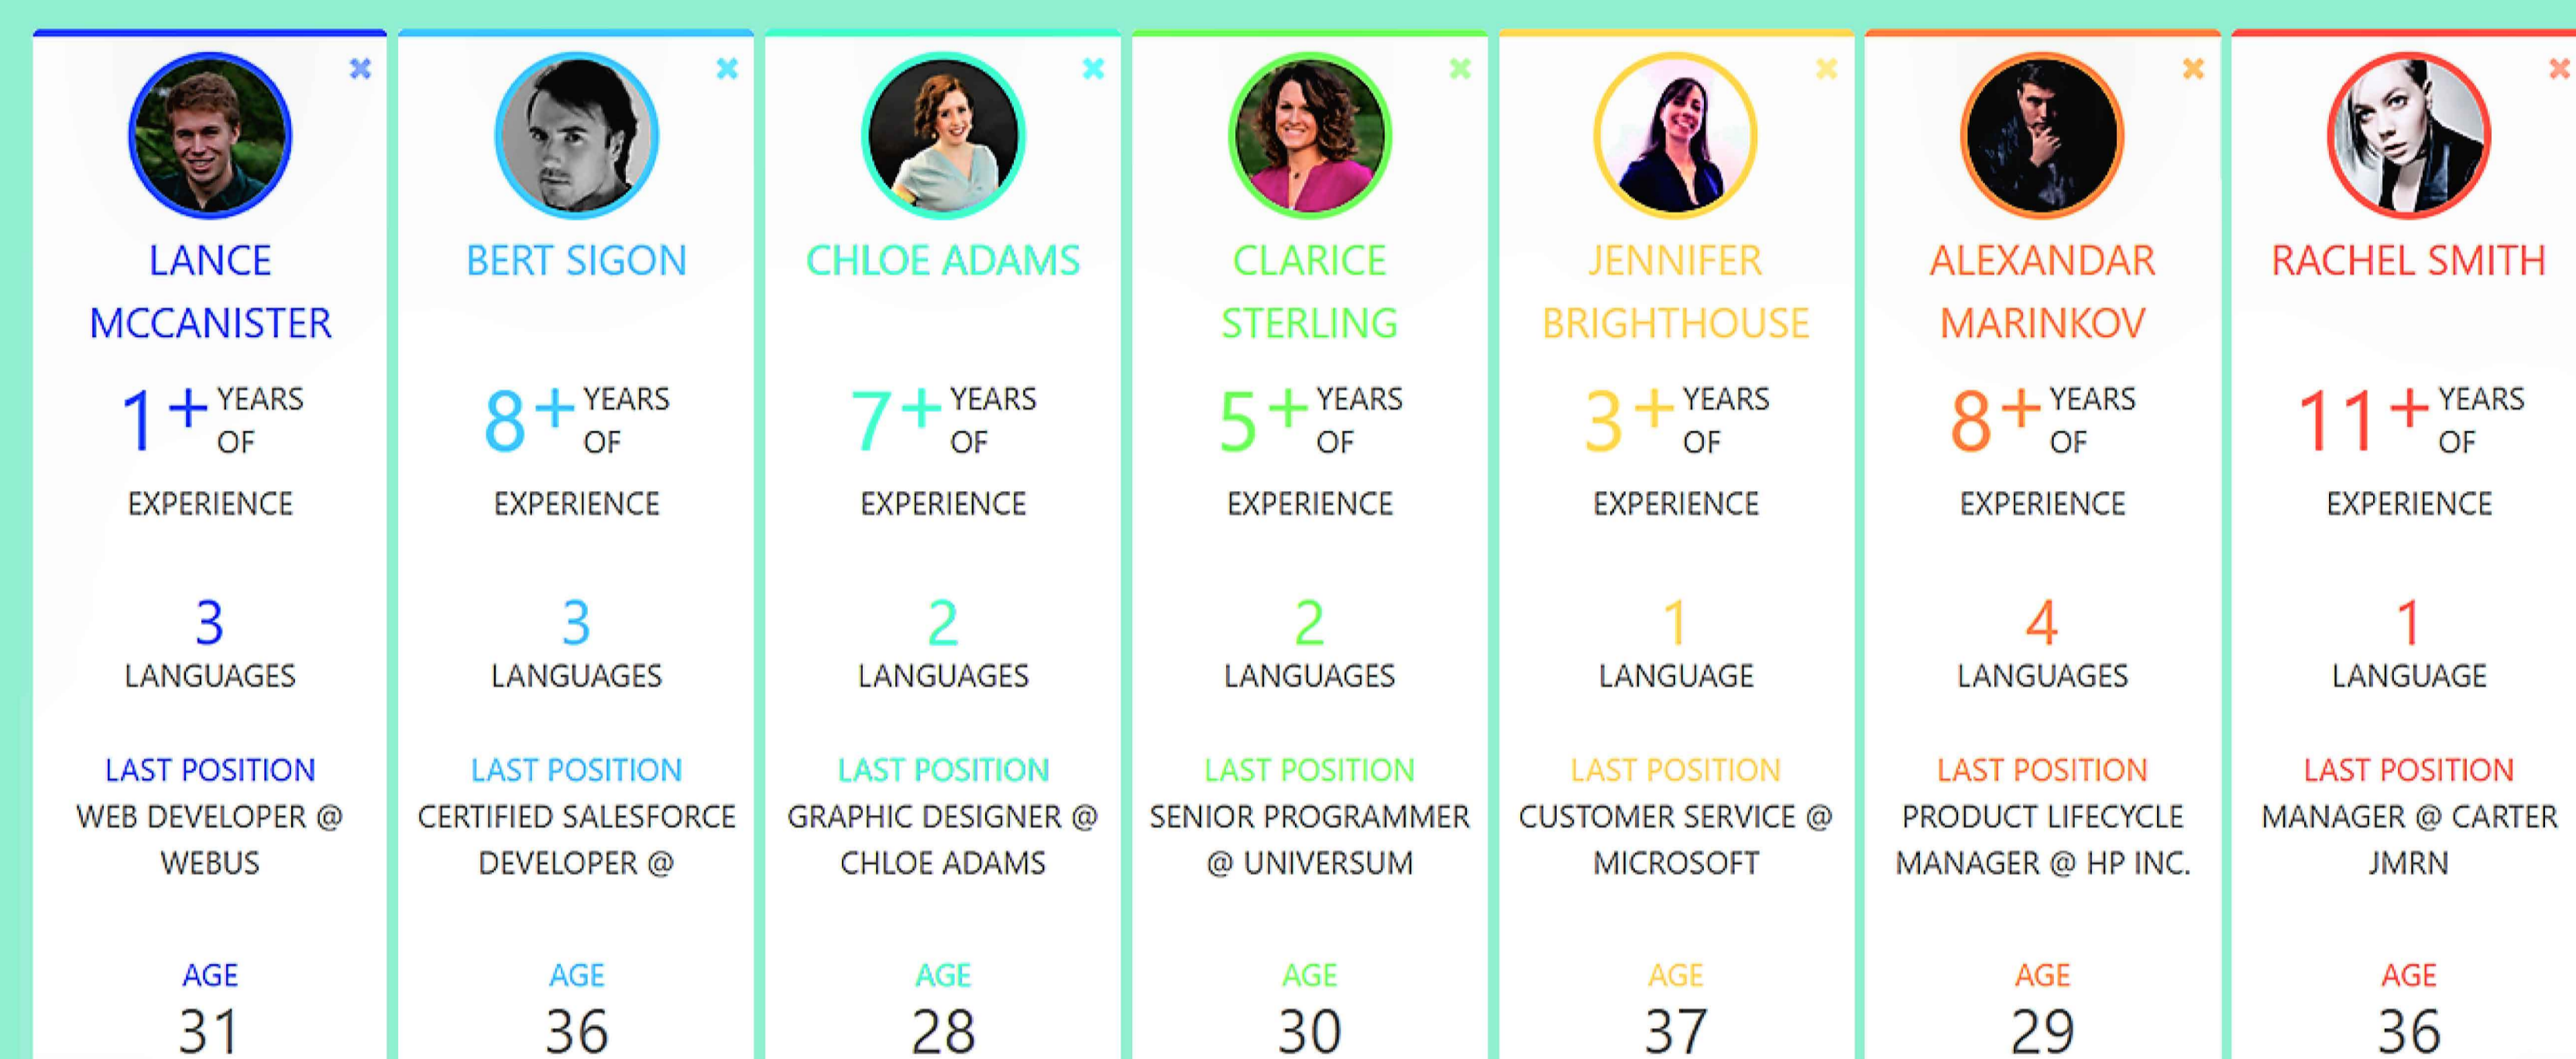 LANCE
MCCANISTER
1+ YEARS
OF
EXPERIENCE
3
LANGUAGES
LAST POSITION
WEB DEVELOPER @
WEBUS
AGE
31
BERT SIGON
8+ YEARS
OF
EXPERIENCE
3
LANGUAGES
LAST POSITION
CERTIFIED SALESFORCE
DEVELOPER @
AGE
36
CHLOE ADAMS
7+ YEARS
OF
EXPERIENCE
2
LANGUAGES
LAST POSITION
GRAPHIC DESIGNER @
CHLOE ADAMS
AGE
28
CLARICE
STERLING
5+ YEARS
OF
EXPERIENCE
2
LANGUAGES
LAST POSITION
SENIOR PROGRAMMER
@ UNIVERSUM
AGE
30
JENNIFER
BRIGHTHOUSE
3+ YEARS
OF
EXPERIENCE
1
LANGUAGE
LAST POSITION
CUSTOMER SERVICE @
MICROSOFT
AGE
37
ALEXANDAR
MARINKOV
8+ YEARS
OF
EXPERIENCE
4
LANGUAGES
LAST POSITION
PRODUCT LIFECYCLE
MANAGER @ HP INC.
AGE
29
RACHEL SMITH
11+ YEARS
OF
EXPERIENCE
1
LANGUAGE
LAST POSITION
MANAGER @ CARTER
JMRN
AGE
36